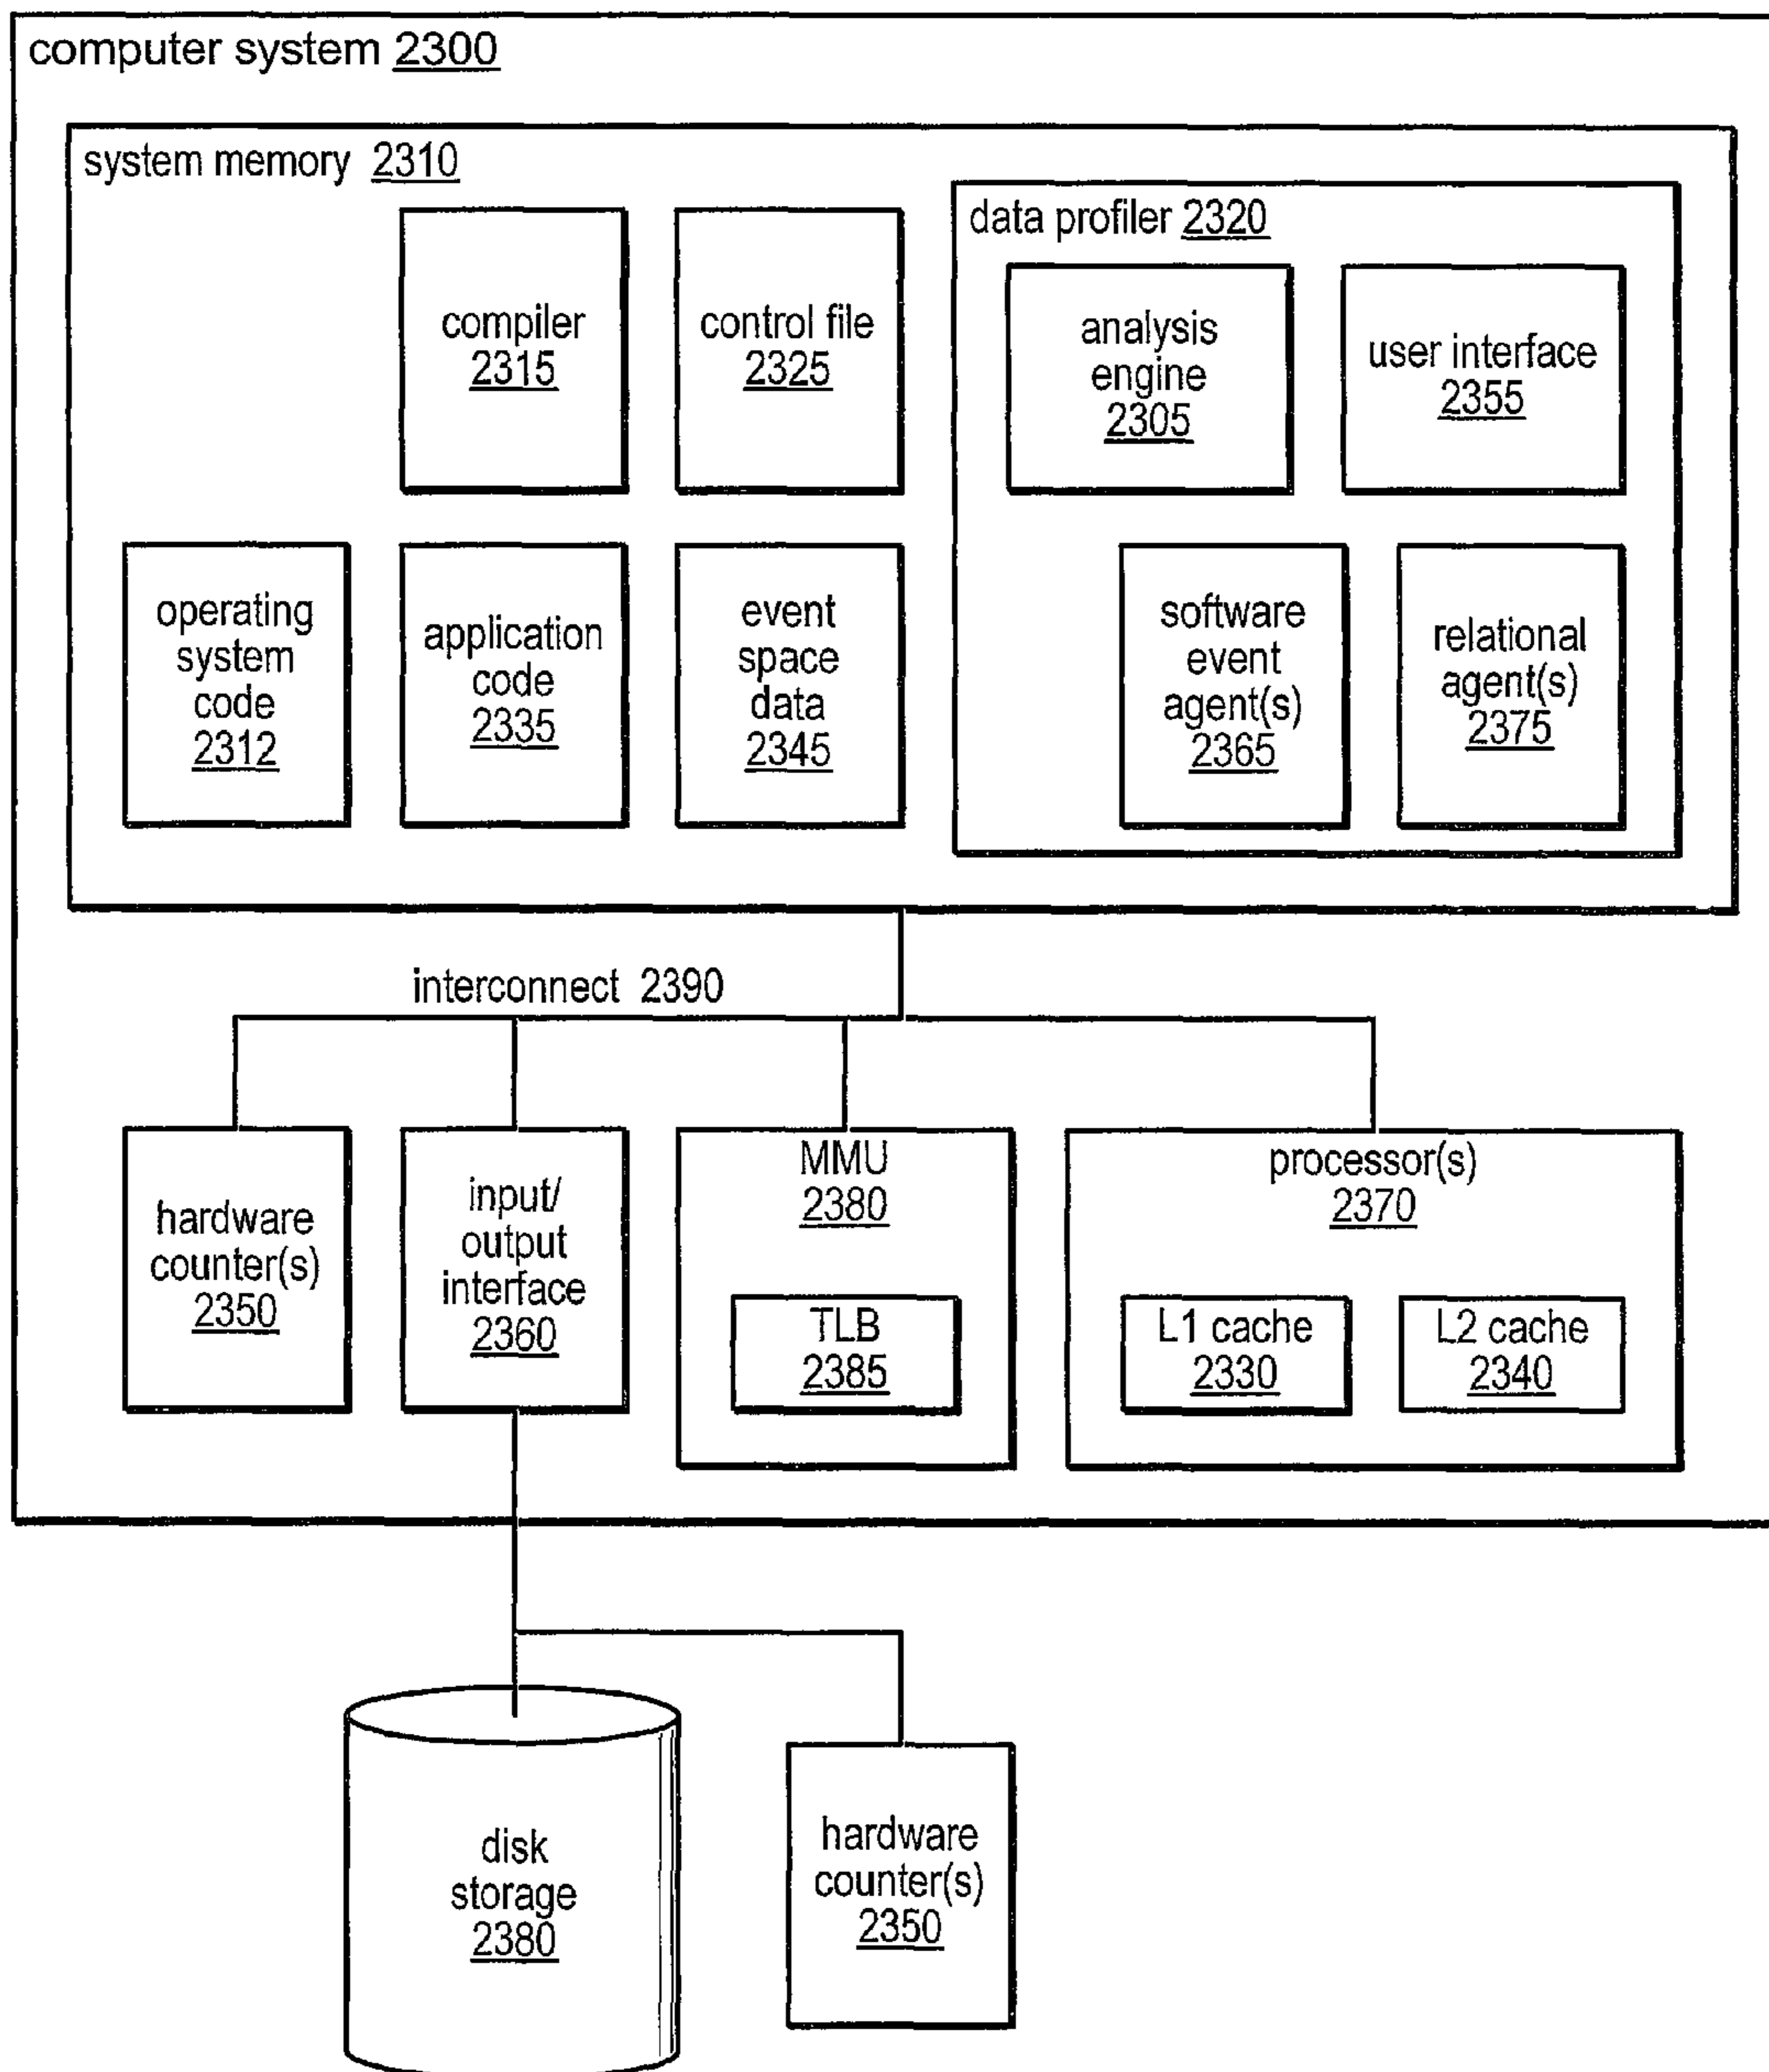 computer system 2300
system memory 2310
data profiler 2320
compiler
2315
control file
2325
analysis
engine
2305
user interface
2355
operating
system
code
2312
application
code
2335
event
space
data
2345
software
event
agent(s)
2365
relational
agent(s)
2375
interconnect 2390
hardware
counter(s)
2350
input/
output
interface
2360
MMU
2380
TLB
2385
processor(s)
2370
L1 cache
2330
L2 cache
2340
disk
storage
2380
hardware
counter(s)
2350